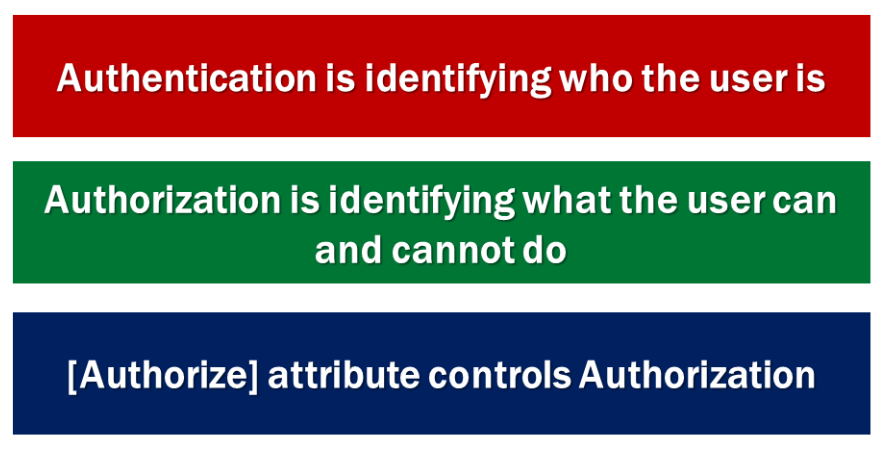 Authentication is identifying who the user is
Authorization is identifying what the user can
and cannot do
[Authorize] attribute controls Authorization